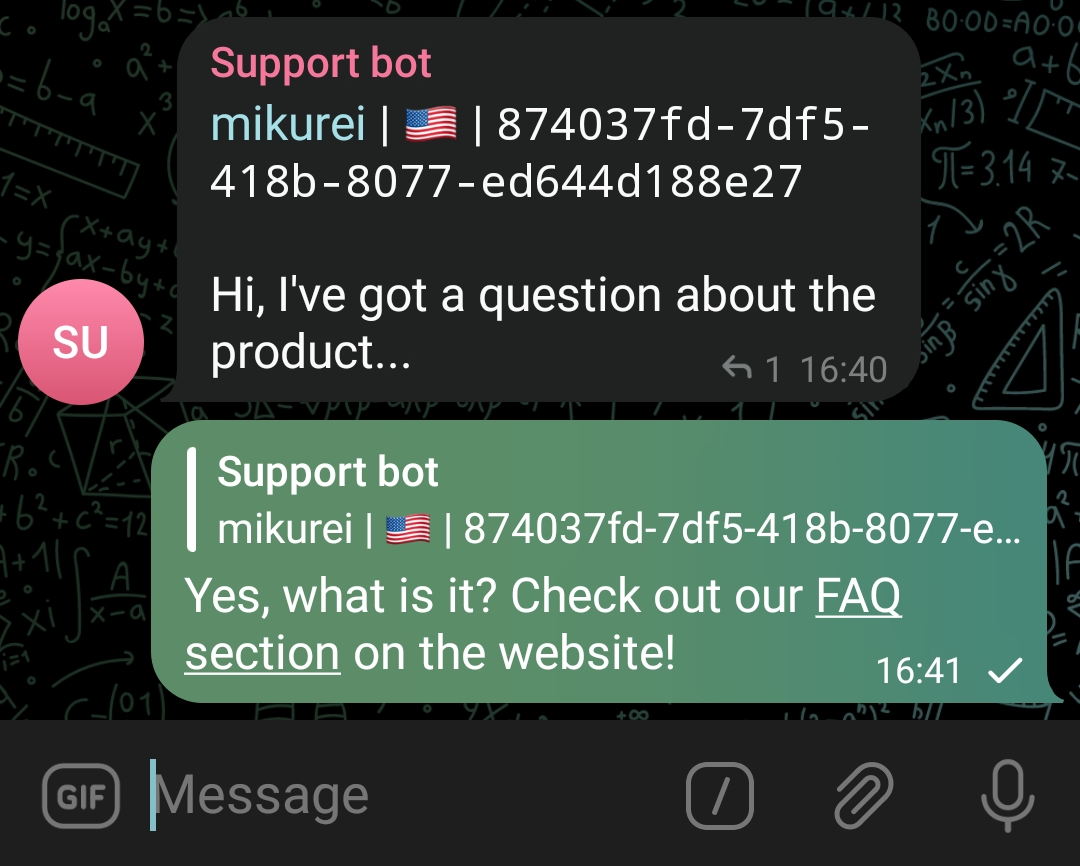 Support bot
mikurei | 🇺🇸 | 874037fd-7df5-
418b-8077-ed644d188e27
Hi, I've got a question about the
product...
1 16:40
SU
Support bot
mikurei | 🇺🇸 | 874037fd-7df5-418b-8077-e...
Yes, what is it? Check out our FAQ
section on the website!
16:41
GIF
Message
/